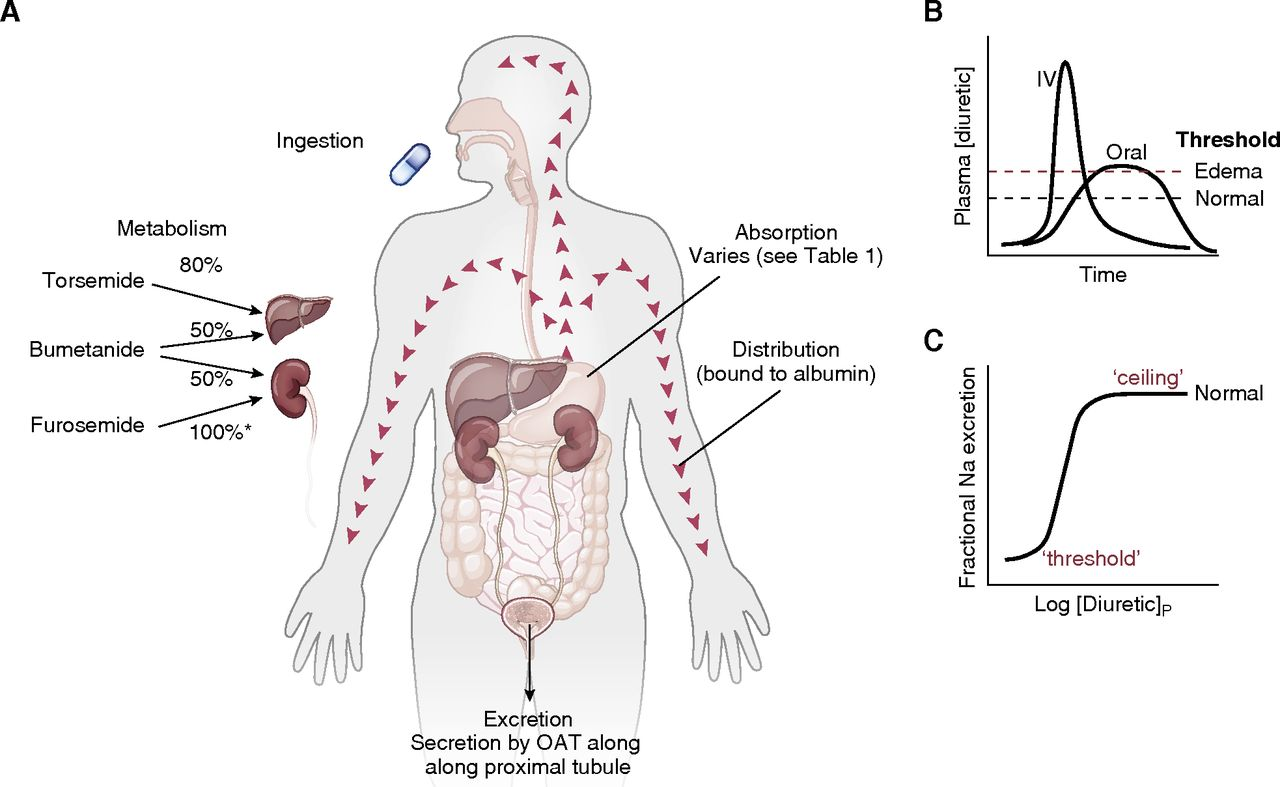 A
Ingestion
Metabolism
80%
Torsemide
50%
Bumetanide
50%
Furosemide
100%*
Absorption
Varies (see Table 1)
Distribution
(bound to albumin)
Excretion
Secretion by OAT along
along proximal tubule
B
Plasma [diuretic]
IV
Oral
Threshold
Edema
Normal
Time
C
Fractional Na excretion
‘ceiling’
Normal
‘threshold’
Log [Diuretic]P